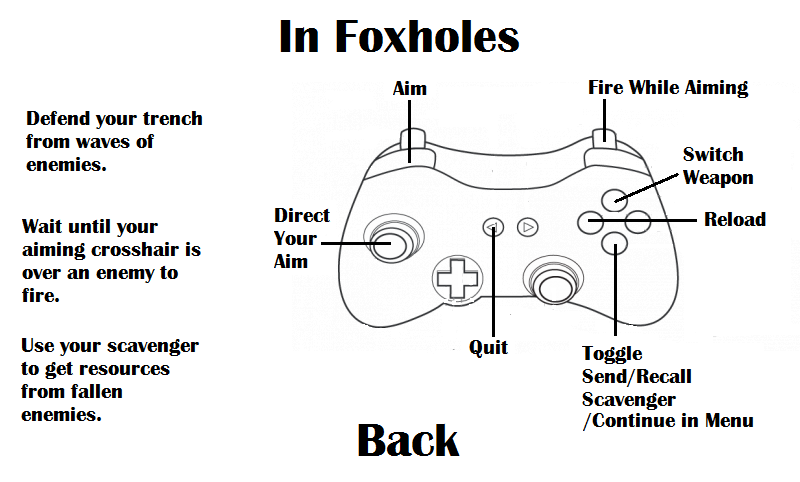 In Foxholes
Aim
Fire While Aiming
Defend your trench
from waves of
enemies.
Switch
Weapon
Reload
Direct
Your
Aim
Wait until your
aiming crosshair is
over an enemy to
fire.
Use your scavenger
to get resources
from fallen
enemies.
Quit
Toggle
Send/Recall
Scavenger
/Continue in Menu
Back